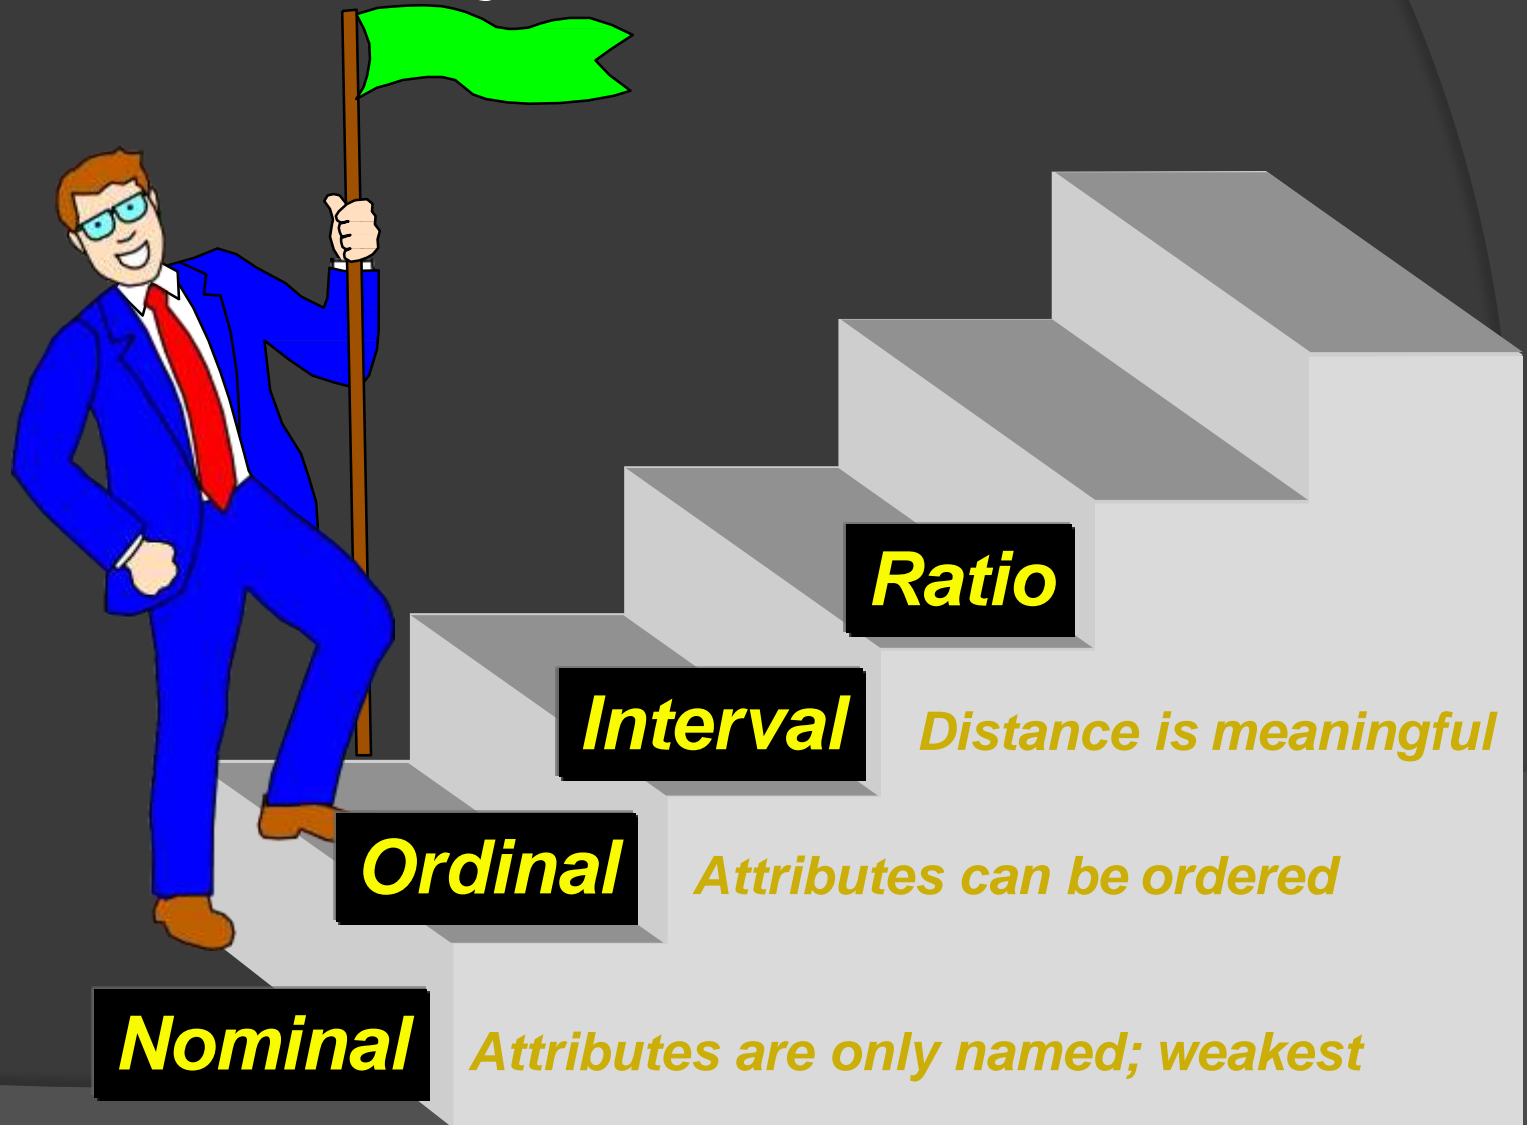 Ratio
Interval
Distance is meaningful
Ordinal
Attributes can be ordered
Nominal
Attributes are only named; weakest